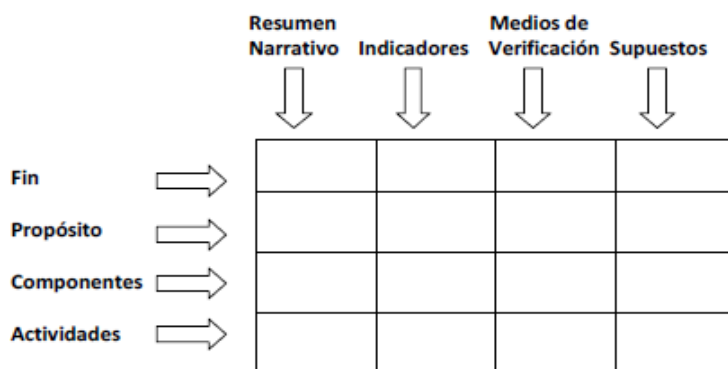 Resumen Narrativo
Indicadores
Medios de Verificación
Supuestos
Fin
Propósito
Componentes
Actividades